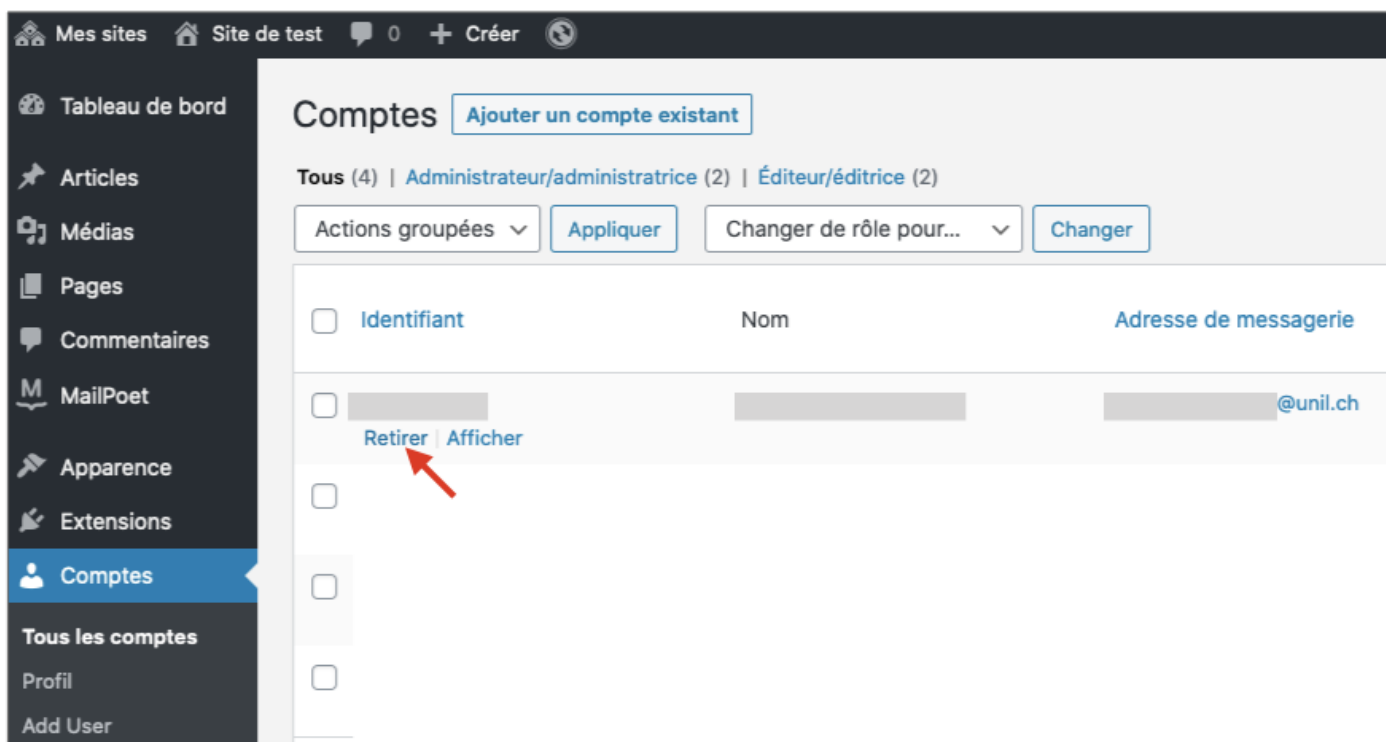 Mes sites Site de test 0 + Créer
Tableau de bord
Articles
Médias
Pages
Commentaires
MailPoet
Apparence
Extensions
Comptes
Tous les comptes
Profil
Add User
Comptes Ajouter un compte existant
Tous (4) | Administrateur/administratrice (2) | Éditeur/éditrice (2)
Actions groupées Appliquer Changer de rôle pour... Changer
Identifiant Nom Adresse de messagerie
@unil.ch
Retirer | Afficher